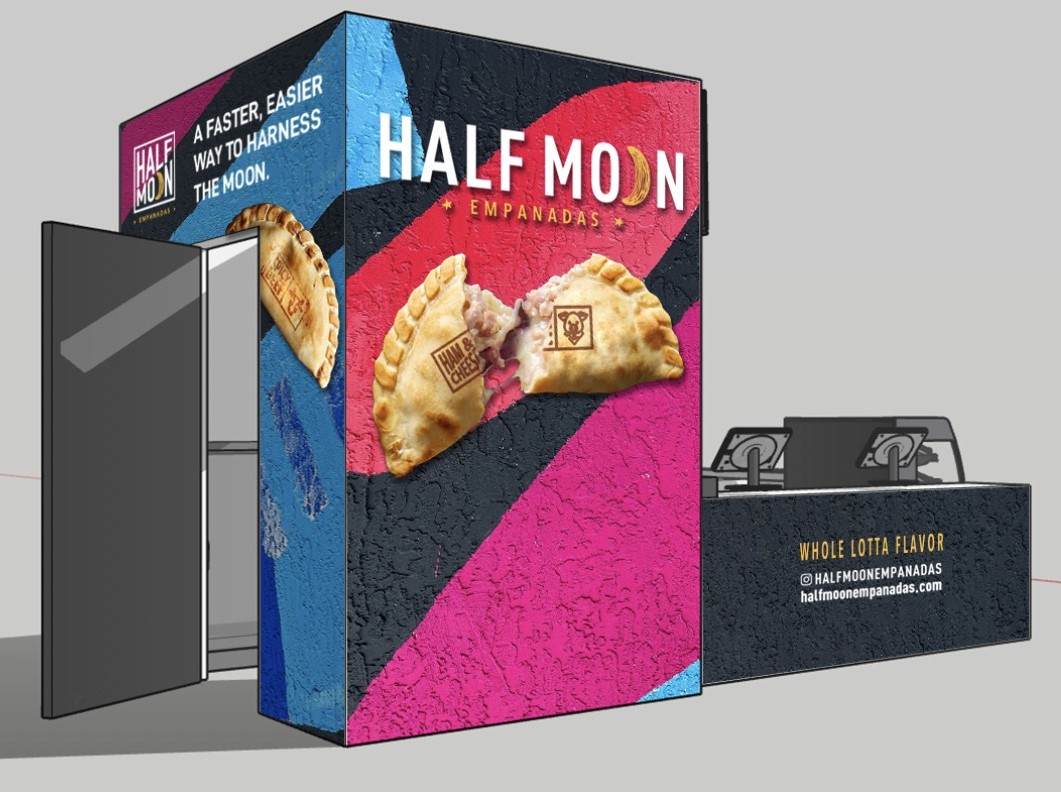 HALF
MOON
EMPANADAS
A FASTER, EASIER
WAY TO HARNESS
THE MOON.
HALF MOON
EMPANADAS
HAM &
CHEESE
WHOLE LOTTA FLAVOR
HALFMOONEMPANADAS
halfmoonempanadas.com